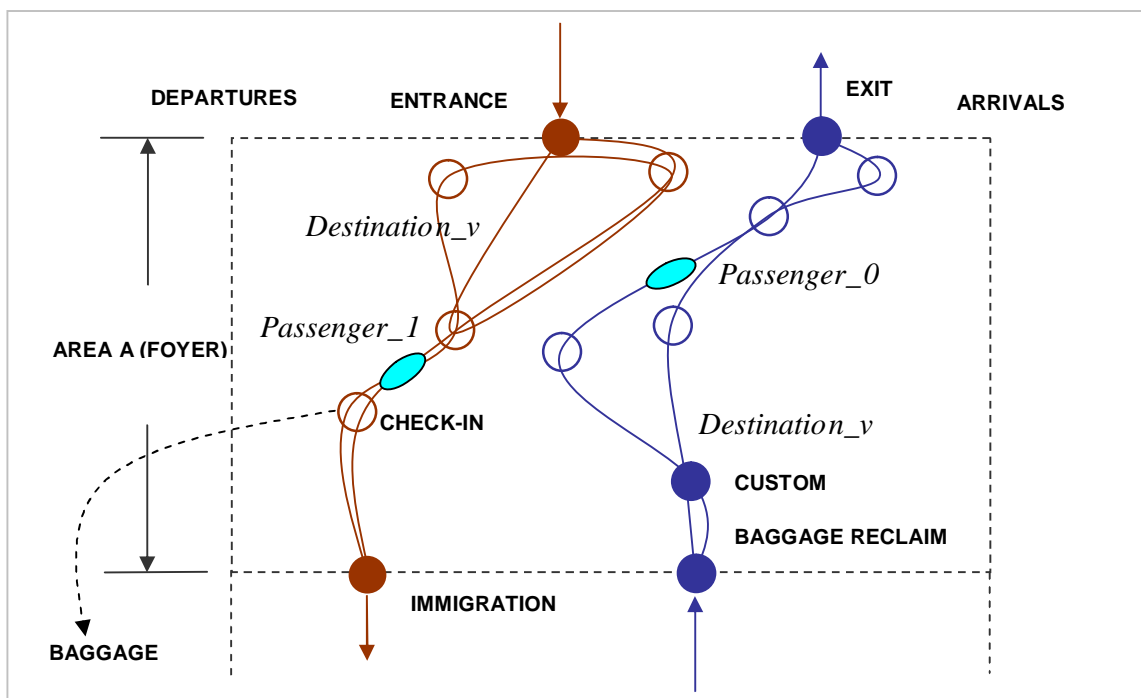 DEPARTURES
ENTRANCE
EXIT
ARRIVALS
Destination_v
Passenger_0
Passenger_1
AREA A (FOYER)
CHECK-IN
Destination_v
CUSTOM
BAGGAGE RECLAIM
IMMIGRATION
BAGGAGE